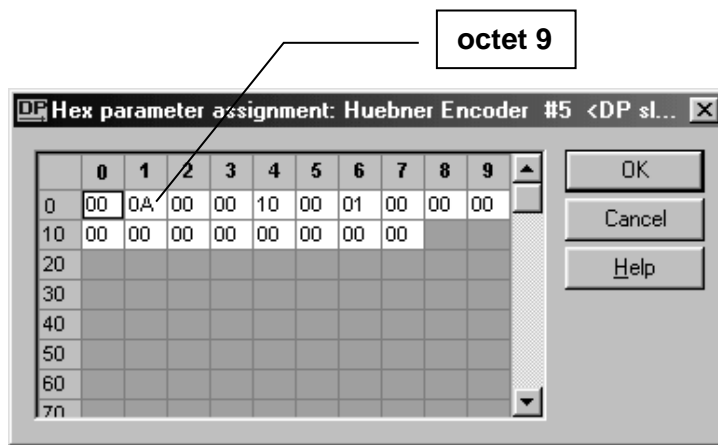 octet 9
DP Hex parameter assignment: Huebner Encoder #5 <DP sl...
0 1 2 3 4 5 6 7 8 9
0 00 0A 00 00 10 00 01 00 00 00
10 00 00 00 00 00 00 00 00
20
30
40
50
60
70
OK
Cancel
Help